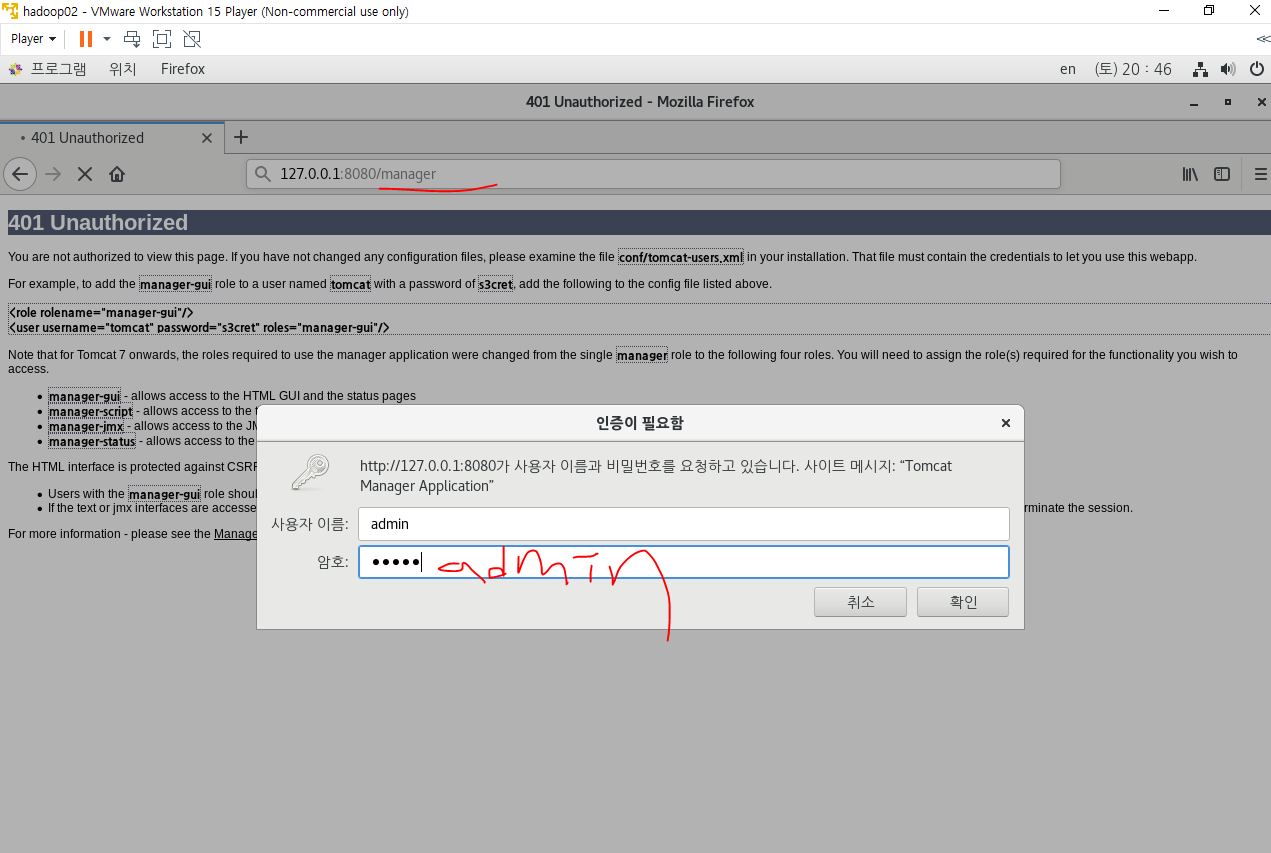 hadoop02 - VMware Workstation 15 Player (Non-commercial use only)
Player
프로그램 위치 Firefox en (토) 20 : 46
401 Unauthorized - Mozilla Firefox
401 Unauthorized
127.0.0.1:8080/manager
401 Unauthorized
You are not authorized to view this page. If you have not changed any configuration files, please examine the file conf/tomcat-users.xml in your installation. That file must contain the credentials to let you use this webapp.
For example, to add the manager-gui role to a user named tomcat with a password of s3cret, add the following to the config file listed above.
<role rolename="manager-gui"/>
<user username="tomcat" password="s3cret" roles="manager-gui"/>
Note that for Tomcat 7 onwards, the roles required to use the manager application were changed from the single manager role to the following four roles. You will need to assign the role(s) required for the functionality you wish to
access.
manager-gui - allows access to the HTML GUI and the status pages
manager-script - allows access to the
manager-jmx - allows access to the JM
manager-status - allows access to the
The HTML interface is protected against CSRF
Users with the manager-gui role shoul
If the text or jmx interfaces are accesse
rminate the session.
For more information - please see the Manage
인증이 필요함
http://127.0.0.1:8080가 사용자 이름과 비밀번호를 요청하고 있습니다. 사이트 메시지: “Tomcat
Manager Application”
사용자 이름: admin
암호: ••••• admin
취소 확인